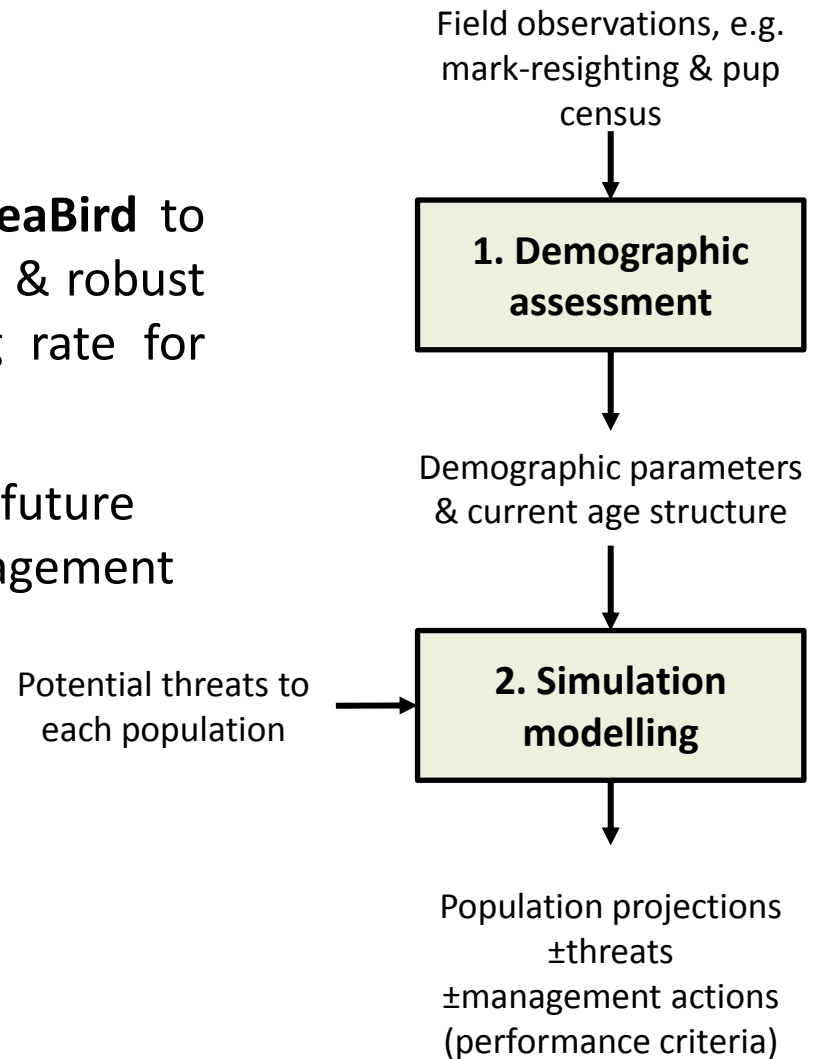 Field observations, e.g.
mark-resighting & pup
census
eaBird to
& robust
rate for
1. Demographic
assessment
Demographic parameters
& current age structure
future
agement
Potential threats to
each population
2. Simulation
modelling
Population projections
±threats
±management actions
(performance criteria)